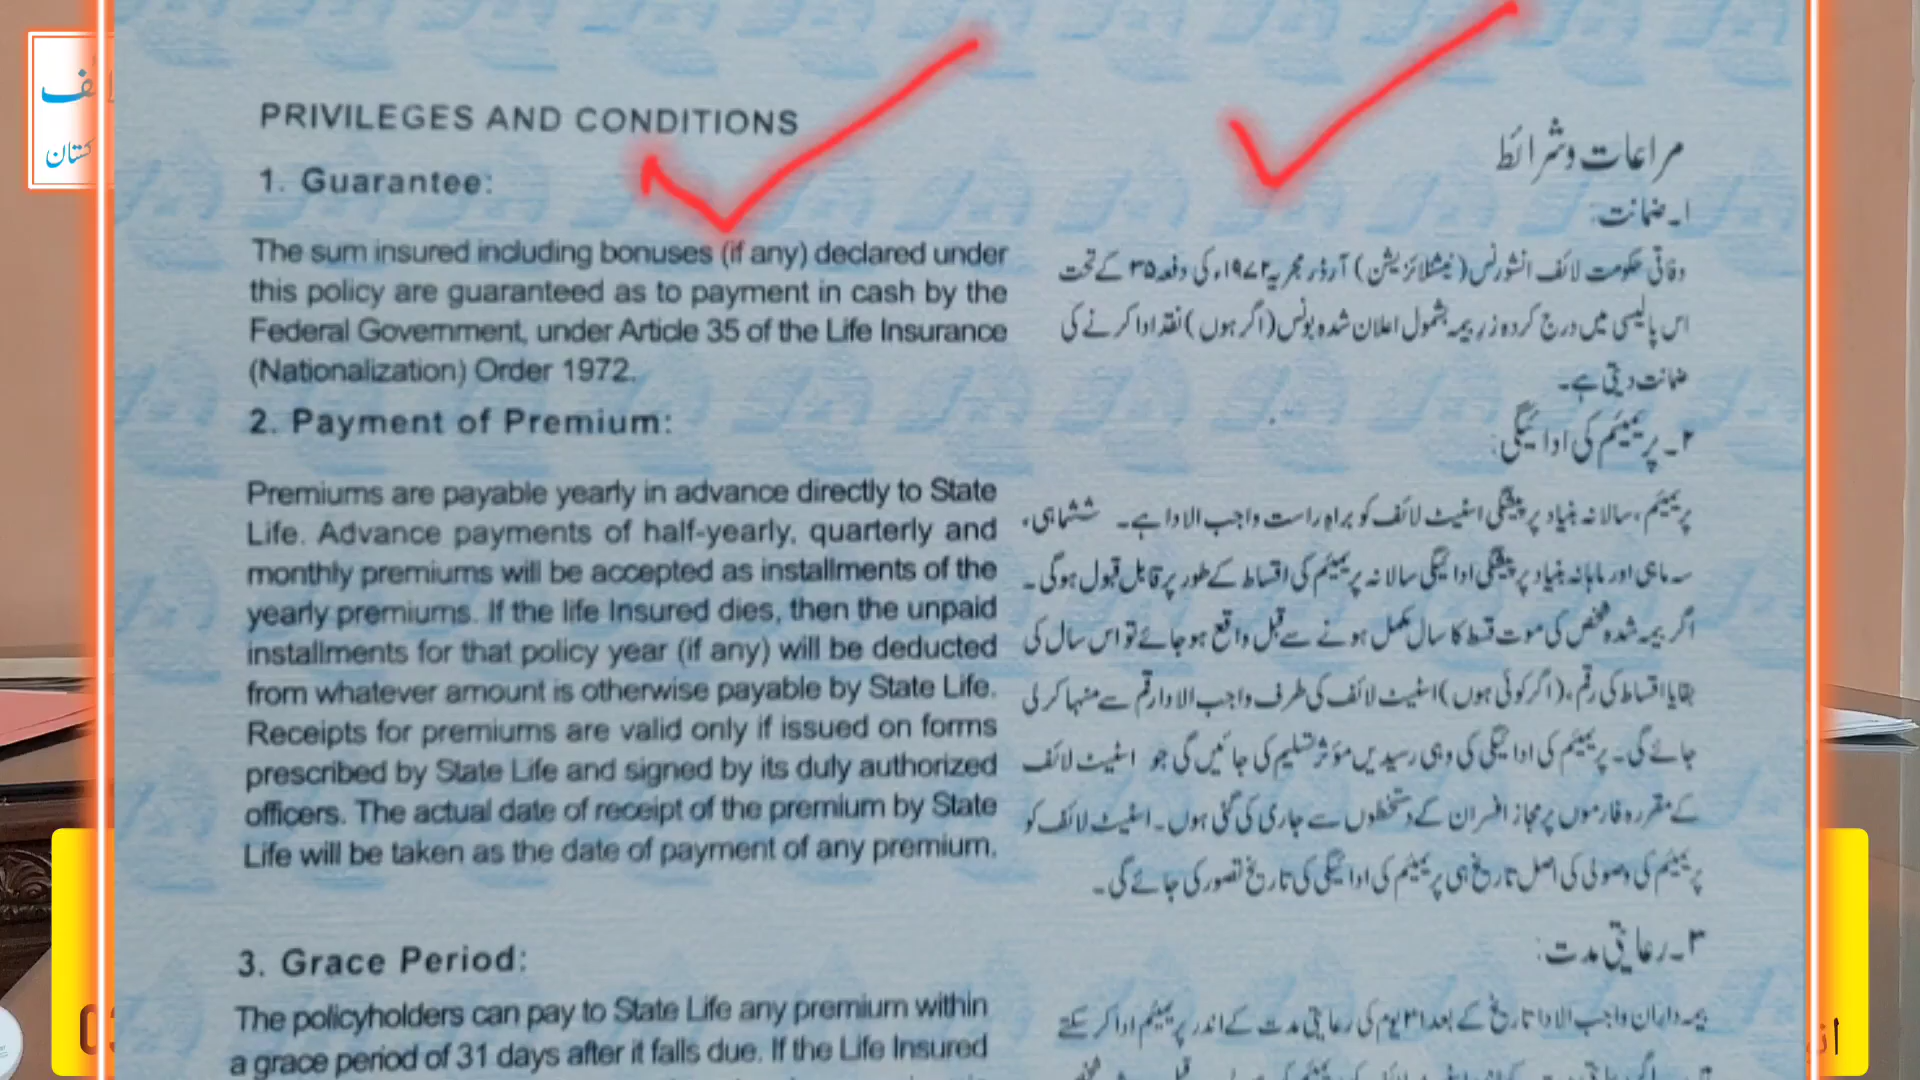 PRIVILEGES AND CONDITIONS
1. Guarantee:
The sum insured including bonuses (if any) declared under
this policy are guaranteed as to payment in cash by the
Federal Government, under Article 35 of the Life Insurance
(Nationalization) Order 1972.
2. Payment of Premium:
Premiums are payable yearly in advance directly to State
Life. Advance payments of half-yearly, quarterly and
monthly premiums will be accepted as installments of the
yearly premiums. If the life Insured dies, then the unpaid
installments for that policy year (if any) will be deducted
from whatever amount is otherwise payable by State Life.
Receipts for premiums are valid only if issued on forms
prescribed by State Life and signed by its duly authorized
officers. The actual date of receipt of the premium by State
Life will be taken as the date of payment of any premium.
3. Grace Period:
The policyholders can pay to State Life any premium within
a grace period of 31 days after it falls due. If the Life Insured
مراعات و شرائط
۱۔ ضمانت:
وفاقی حکومت لائف انشورنس (نیشنلائزیشن) آرڈر مجریہ ۱۹۷۲ء کی دفعہ ۳۵ کے تحت
اس پالیسی میں درج کردہ زر بیمہ بشمول اعلان شدہ بونس (اگر ہوں) نقد ادا کرنے کی
ضمانت دیتی ہے۔
۲۔ پریمیئم کی ادائیگی:
پریمیئم، سالانہ بنیاد پر پیشگی اسٹیٹ لائف کو براہ راست واجب الادا ہے۔ ششماہی،
سہ ماہی اور ماہانہ بنیاد پر پیشگی ادائیگی سالانہ پریمیئم کی اقساط کے طور پر قابل قبول ہوگی۔
اگر بیمہ شدہ شخص کی موت قسط کا سال مکمل ہونے سے قبل واقع ہو جائے تو اس سال کی
بقایا اقساط کی رقم، (اگر کوئی ہوں) اسٹیٹ لائف کی طرف واجب الادا رقم سے منہا کر لی
جائے گی۔ پریمیئم کی ادائیگی کی وہی رسیدیں مؤثر تسلیم کی جائیں گی جو اسٹیٹ لائف
کے مقررہ فارموں پر مجاز افسران کے دستخطوں سے جاری کی گئی ہوں۔ اسٹیٹ لائف کو
پریمیئم کی وصولی کی اصل تاریخ ہی پریمیئم کی ادائیگی کی تاریخ تصور کی جائے گی۔
۳۔ رعایتی مدت:
بیمہ داران واجب الادا تاریخ کے بعد ۳۱ یوم کی رعایتی مدت کے اندر پریمیئم ادا کر سکتے